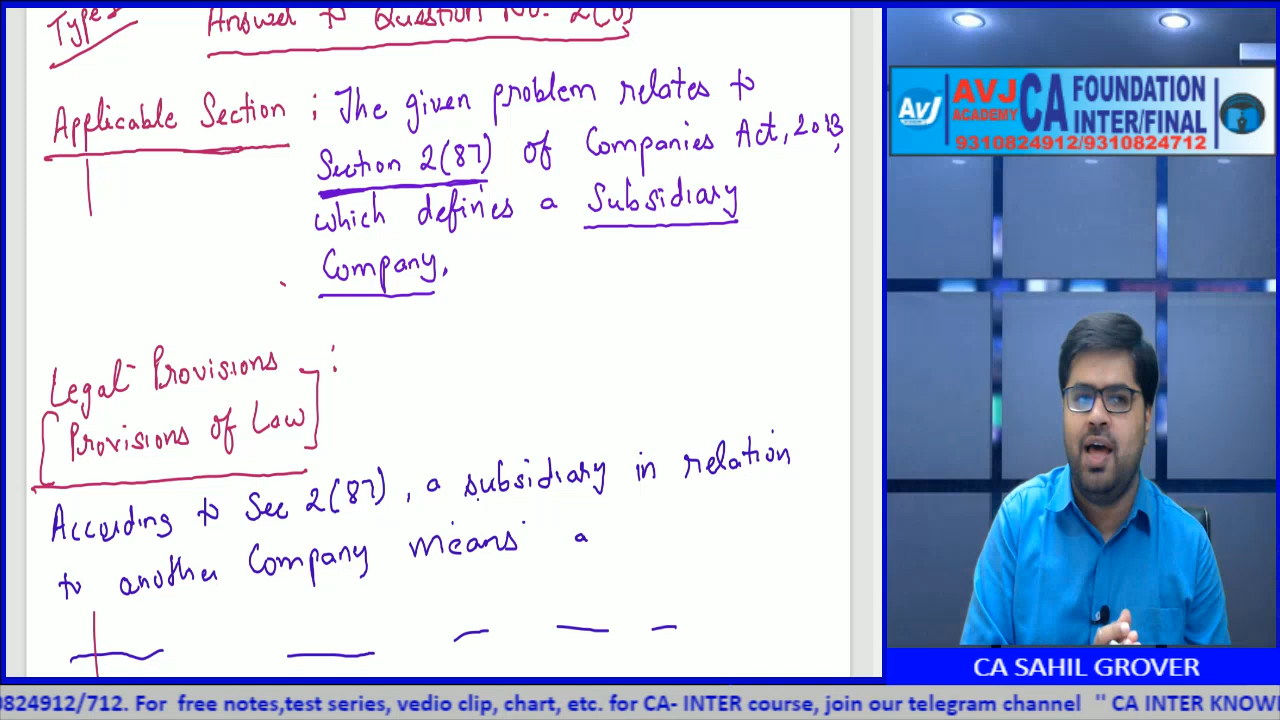 Types
Answer to Question No. 2(b)
Applicable Section : The given problem relates to
Section 2(87) of Companies Act, 2013,
which defines a Subsidiary
Company.
Legal Provisions :
[Provisions of Law]
According to Sec 2(87), a subsidiary in relation
to another Company means a
AvJ
AVJ
ACADEMY
CA
FOUNDATION
INTER/FINAL
9310824912/9310824712
CA SAHIL GROVER
0824912/712. For free notes,test series, vedio clip, chart, etc. for CA- INTER course, join our telegram channel " CA INTER KNOW